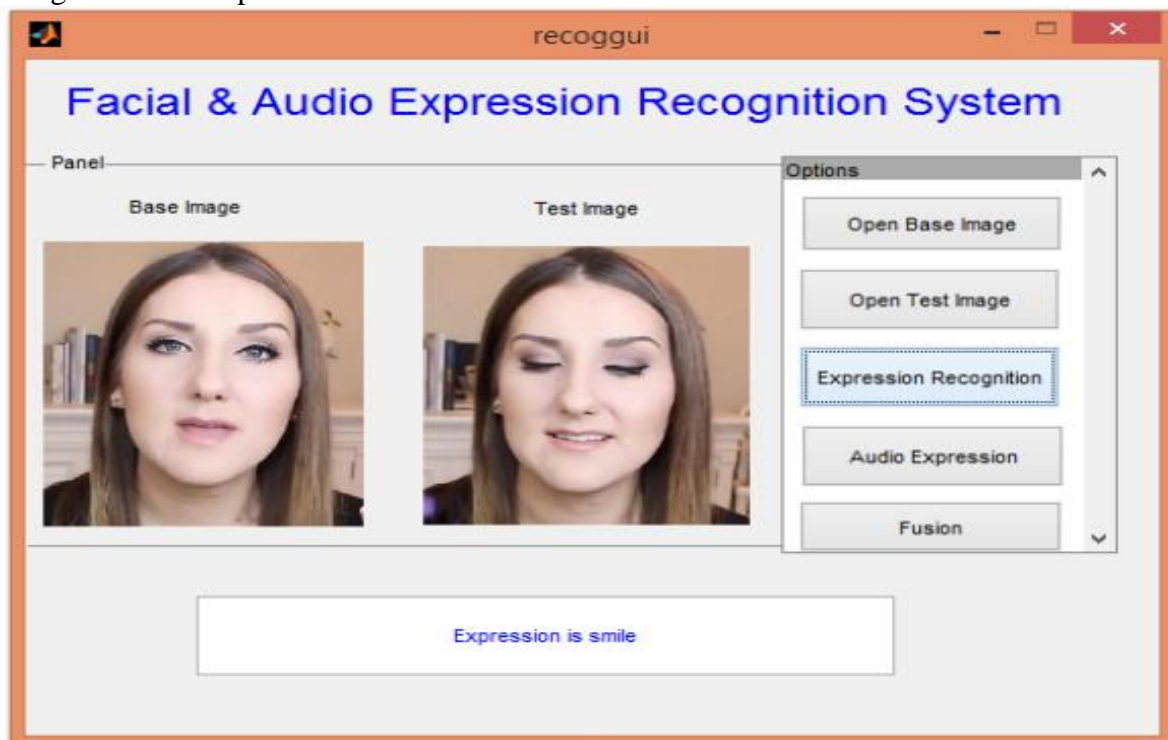 recoggui
Facial & Audio Expression Recognition System
Panel
Options
Base Image
Test Image
Open Base Image
Open Test Image
Expression Recognition
Audio Expression
Fusion
Expression is smile